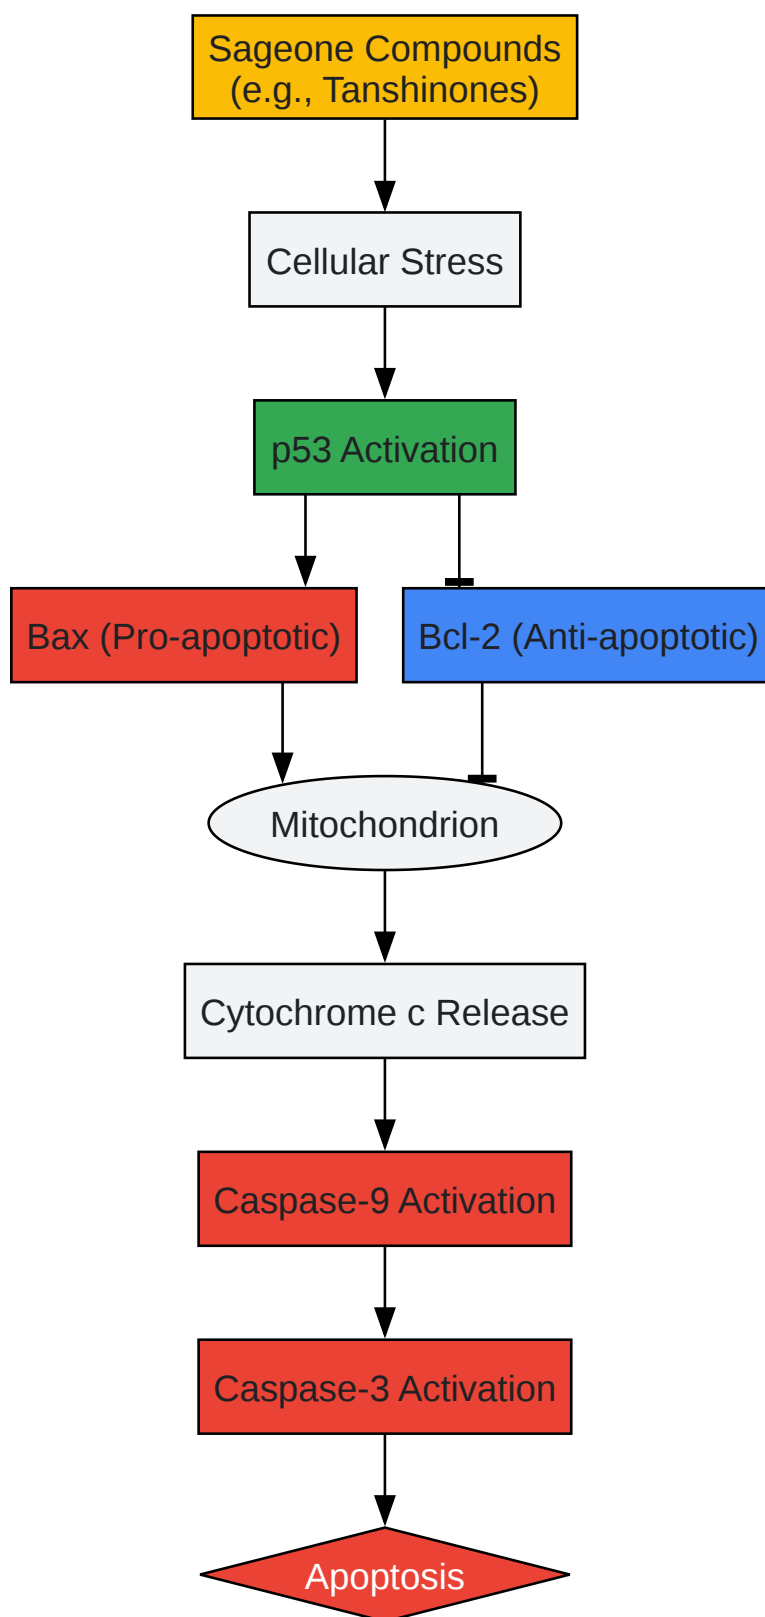 Sageone Compounds
(e.g., Tanshinones)
Cellular Stress
p53 Activation
Bax (Pro-apoptotic)
Bcl-2 (Anti-apoptotic)
Mitochondrion
Cytochrome c Release
Caspase-9 Activation
Caspase-3 Activation
Apoptosis